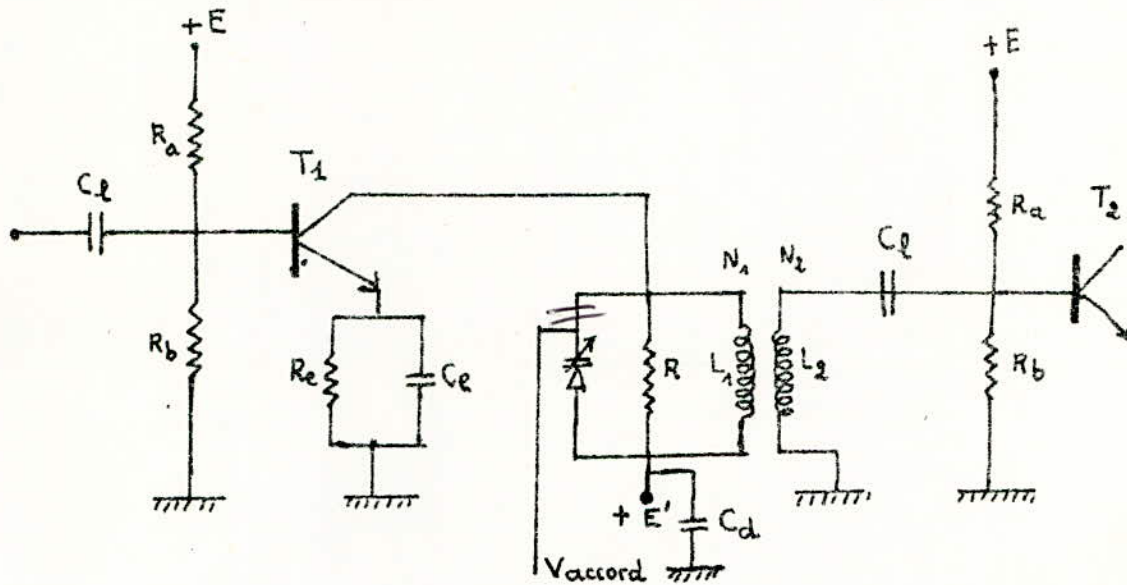 + E
+ E
Ra
T1
Cl
Rb
Re
Ce
N1 N2
Cl
Ra
T2
R
L1
L2
Rb
+ E'
Cd
Vaccord